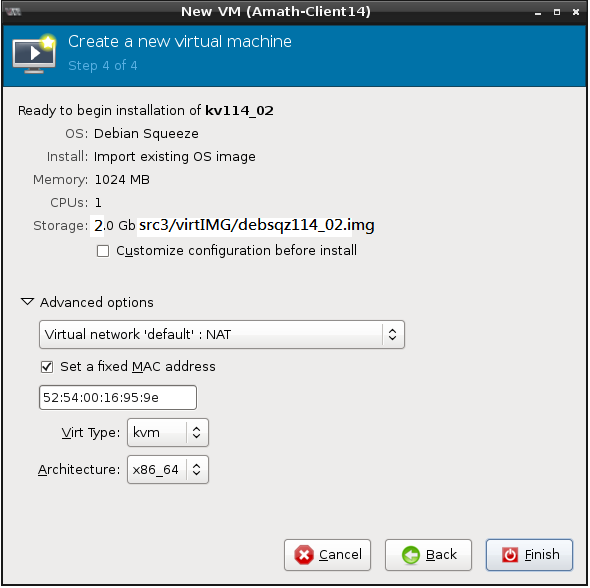 New VM (Amath-Client14)
Create a new virtual machine
Step 4 of 4
Ready to begin installation of kv114_02
OS: Debian Squeeze
Install: Import existing OS image
Memory: 1024 MB
CPUs: 1
Storage: 2.0 Gb src3/virtIMG/debsqz114_02.img
Customize configuration before install
Advanced options
Virtual network 'default' : NAT
Set a fixed MAC address
52:54:00:16:95:9e
Virt Type: kvm
Architecture: x86_64
Cancel Back Finish